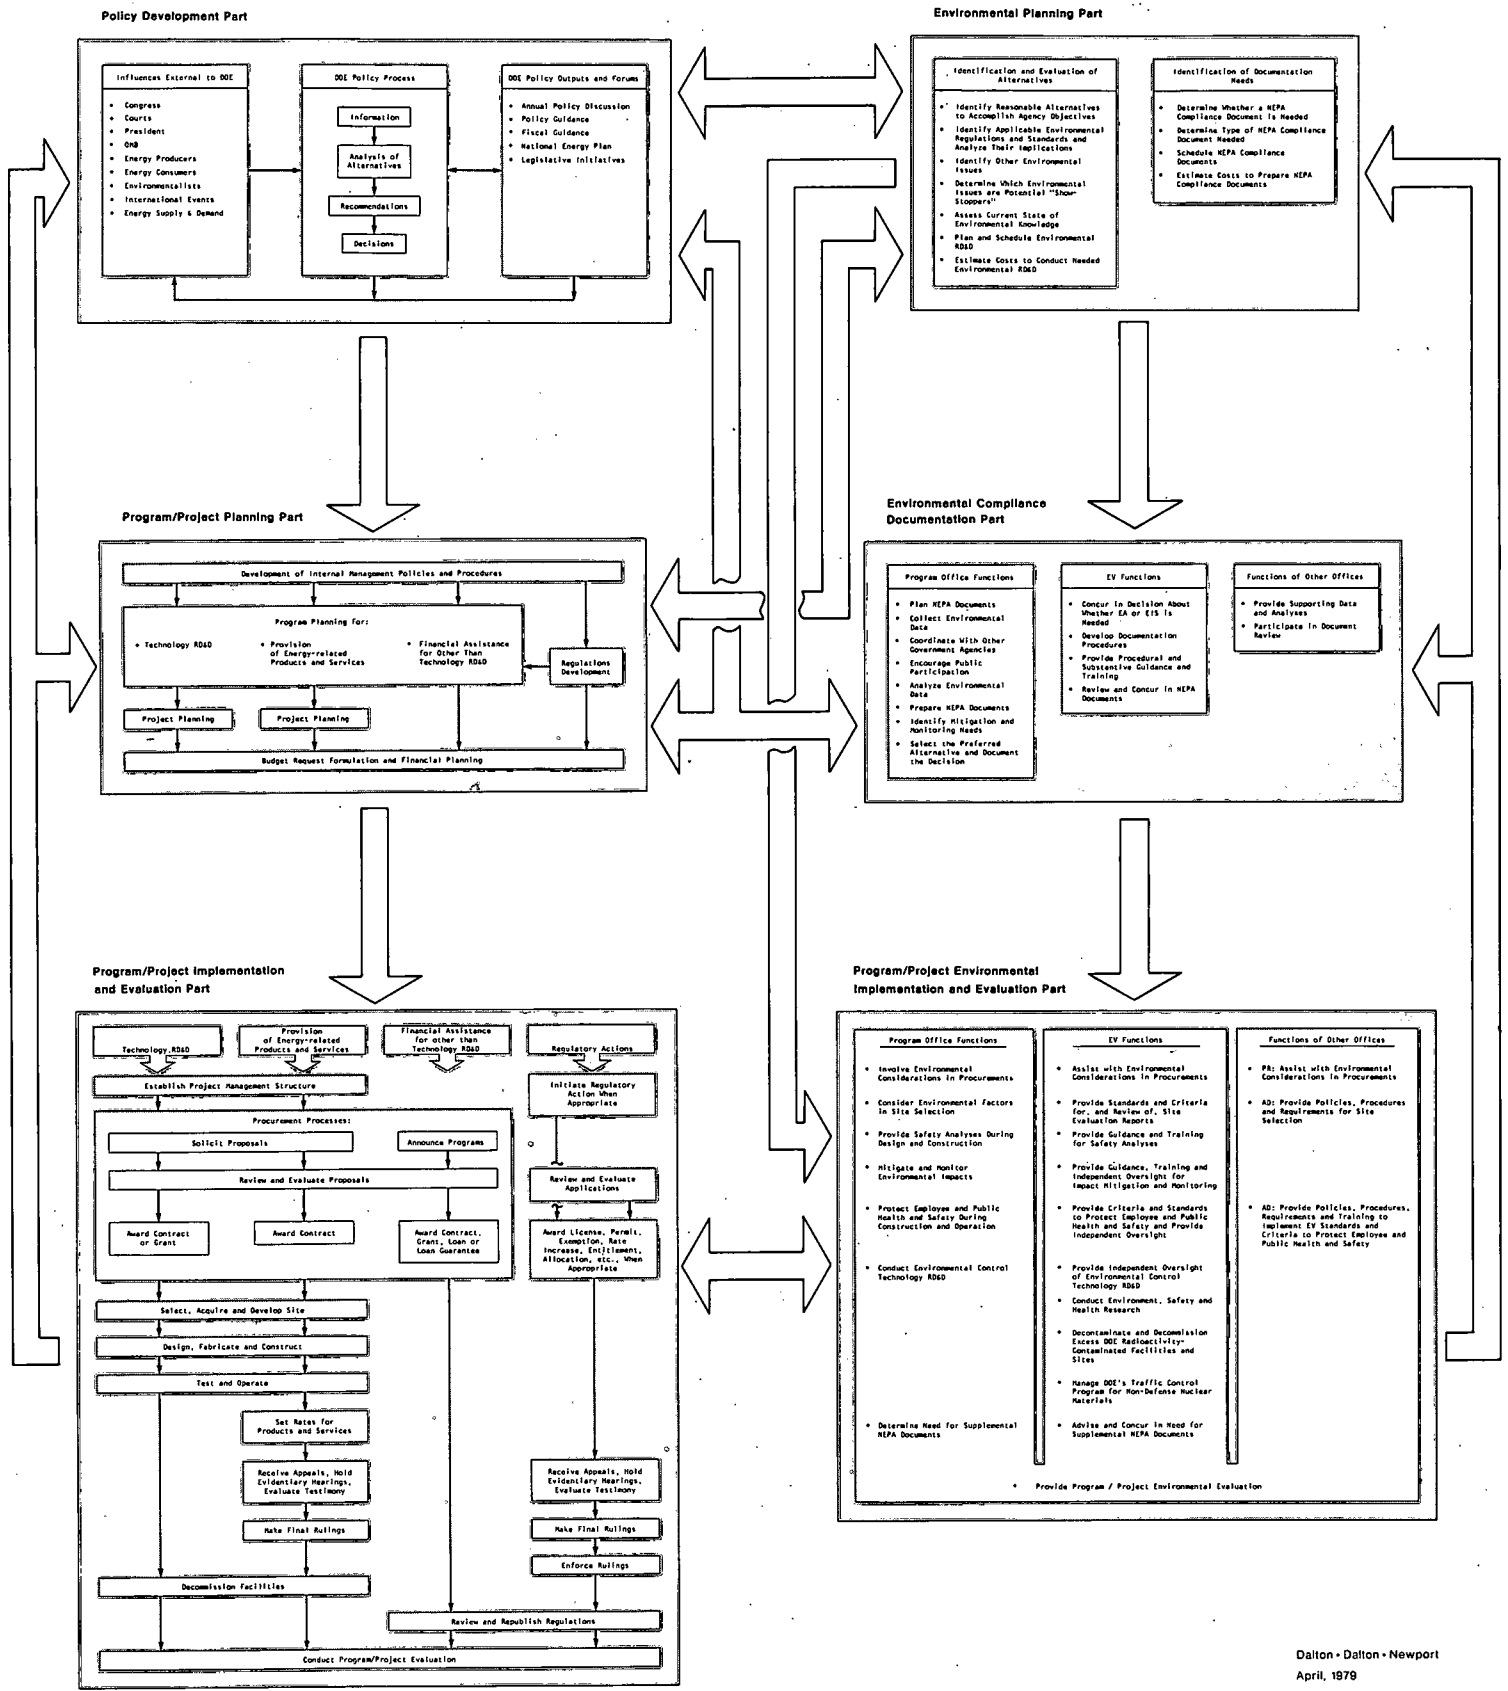 Policy Development Part
Influences External to DOE
• Congress
• Courts
• President
• OMB
• Energy Producers
• Energy Consumers
• Environmentalists
• International Events
• Energy Supply & Demand
DOE Policy Process
Information
Analysis of
Alternatives
Recommendations
Decisions
DOE Policy Outputs and Forums
• Annual Policy Discussion
• Policy Guidance
• Fiscal Guidance
• National Energy Plan
• Legislative Initiatives
Environmental Planning Part
Identification and Evaluation of
Alternatives
• Identify Reasonable Alternatives
to Accomplish Agency Objectives
• Identify Applicable Environmental
Regulations and Standards and
Analyze Their Implications
• Identify Other Environmental
Issues
• Determine Which Environmental
Issues are Potential "Show-
Stoppers"
• Assess Current State of
Environmental Knowledge
• Plan and Schedule Environmental
RD&D
• Estimate Costs to Conduct Needed
Environmental RD&D
Identification of Documentation
Needs
• Determine Whether a NEPA
Compliance Document is Needed
• Determine Type of NEPA Compliance
Document Needed
• Schedule NEPA Compliance
Documents
• Estimate Costs to Prepare NEPA
Compliance Documents
Program/Project Planning Part
Development of Internal Management Policies and Procedures
Program Planning for:
• Technology RD&D
• Provision
of Energy-related
Products and Services
• Financial Assistance
for Other Than
Technology RD&D
Regulations
Development
Project Planning
Project Planning
Budget Request Formulation and Financial Planning
Environmental Compliance
Documentation Part
Program Office Functions
• Plan NEPA Documents
• Collect Environmental
Data
• Coordinate With Other
Government Agencies
• Encourage Public
Participation
• Analyze Environmental
Data
• Prepare NEPA Documents
• Identify Mitigation and
Monitoring Needs
• Select the Preferred
Alternative and Document
the Decision
EV Functions
• Concur in Decision About
Whether EA or EIS is
Needed
• Develop Documentation
Procedures
• Provide Procedural and
Substantive Guidance and
Training
• Review and Concur in NEPA
Documents
Functions of Other Offices
• Provide Supporting Data
and Analyses
• Participate in Document
Review
Program/Project Implementation
and Evaluation Part
Technology RD&D
Provision
of Energy-related
Products and Services
Financial Assistance
for other than
Technology RD&D
Regulatory Actions
Establish Project Management Structure
Initiate Regulatory
Action When
Appropriate
Procurement Processes:
Solicit Proposals
Announce Programs
Review and Evaluate Proposals
Review and Evaluate
Applications
Award Contract
or Grant
Award Contract
Award Contract,
Grant, Loan or
Loan Guarantee
Award License, Permit,
Exemption, Rate
Increase, Entitlement,
Allocation, etc., When
Appropriate
Select, Acquire and Develop Site
Design, Fabricate and Construct
Test and Operate
Set Rates for
Products and Services
Receive Appeals, Hold
Evidentiary Hearings,
Evaluate Testimony
Make Final Rulings
Receive Appeals, Hold
Evidentiary Hearings,
Evaluate Testimony
Make Final Rulings
Enforce Rulings
Decommission Facilities
Review and Republish Regulations
Conduct Program/Project Evaluation
Program/Project Environmental
Implementation and Evaluation Part
Program Office Functions
• Involve Environmental
Considerations in Procurements
• Consider Environmental Factors
in Site Selection
• Provide Safety Analyses During
Design and Construction
• Mitigate and Monitor
Environmental Impacts
• Protect Employee and Public
Health and Safety During
Construction and Operation
• Conduct Environmental Control
Technology RD&D
• Determine Need for Supplemental
NEPA Documents
EV Functions
• Assist with Environmental
Considerations in Procurements
• Provide Standards and Criteria
for, and Review of, Site
Evaluation Reports
• Provide Guidance and Training
for Safety Analyses
• Provide Guidance, Training and
Independent Oversight for
Impact Mitigation and Monitoring
• Provide Criteria and Standards
to Protect Employee and Public
Health and Safety and Provide
Independent Oversight
• Provide Independent Oversight
of Environmental Control
Technology RD&D
• Conduct Environment, Safety and
Health Research
• Decontaminate and Decommission
Excess DOE Radioactivity-
Contaminated Facilities and
Sites
• Manage DOE's Traffic Control
Program for Non-Defense Nuclear
Materials
• Advise and Concur in Need for
Supplemental NEPA Documents
Functions of Other Offices
• PR: Assist with Environmental
Considerations in Procurements
• AD: Provide Policies, Procedures
and Requirements for Site
Selection
• AD: Provide Policies, Procedures,
Requirements and Training to
Implement EV Standards and
Criteria to Protect Employee and
Public Health and Safety
• Provide Program / Project Environmental Evaluation
Dalton • Dalton • Newport
April, 1979